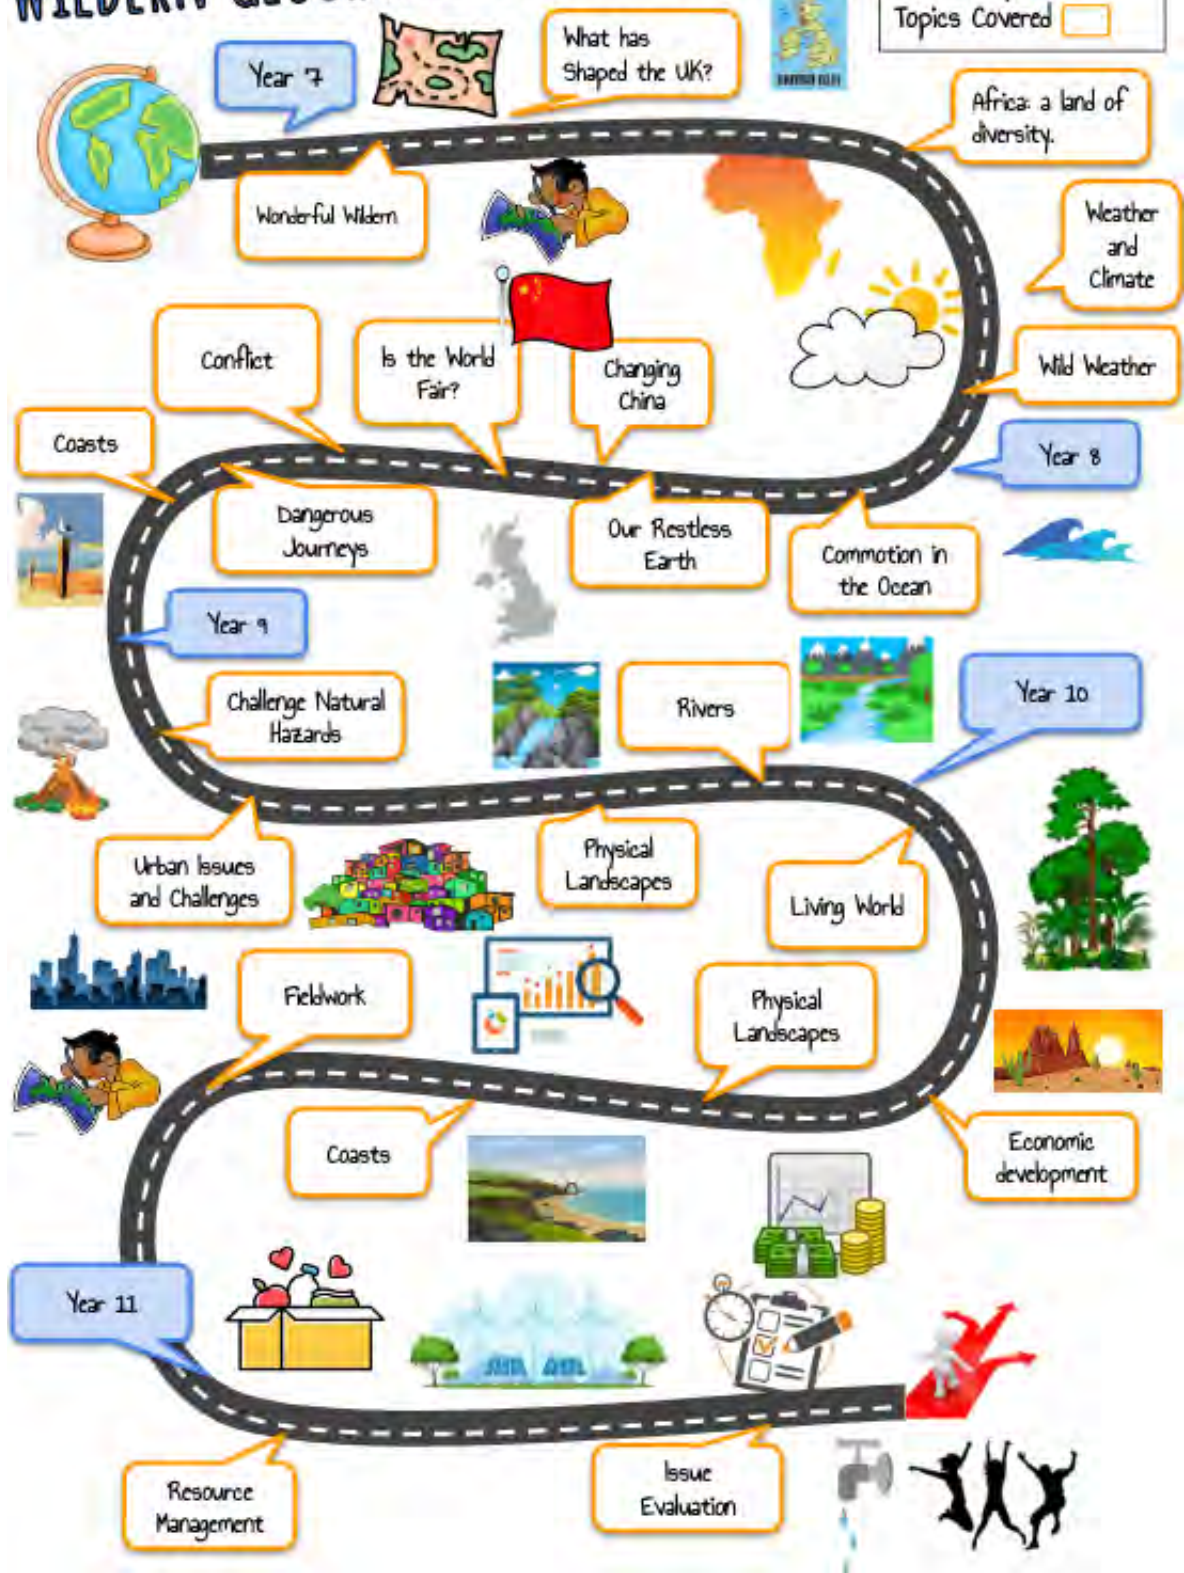 Topics Covered
Year 7
What has
Shaped the UK?
Africa: a land of
diversity.
Wonderful Wildern
Weather
and
Climate
Wild Weather
Year 8
Commotion in
the Ocean
Our Restless
Earth
Changing
China
Is the World
Fair?
Conflict
Dangerous
Journeys
Coasts
Year 9
Challenge Natural
Hazards
Urban Issues
and Challenges
Physical
Landscapes
Rivers
Year 10
Living World
Economic
development
Physical
Landscapes
Coasts
Fieldwork
Year 11
Resource
Management
Issue
Evaluation